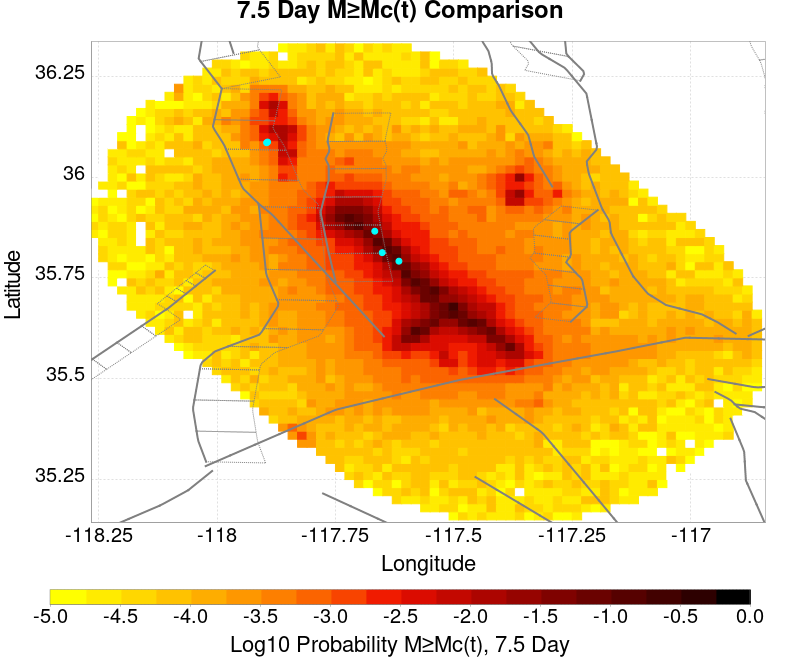 7.5 Day M≥Mc(t) Comparison
36.25
36
35.75
35.5
35.25
Latitude
-118.25 -118 -117.75 -117.5 -117.25 -117
Longitude
-5.0 -4.5 -4.0 -3.5 -3.0 -2.5 -2.0 -1.5 -1.0 -0.5 0.0
Log10 Probability M≥Mc(t), 7.5 Day